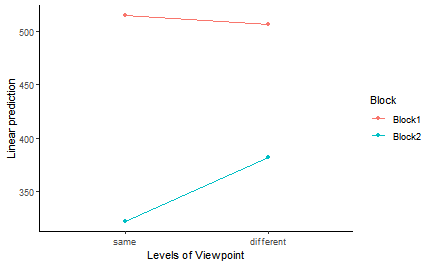 500
450
400
350
Linear prediction
same
different
Levels of Viewpoint
Block
Block1
Block2